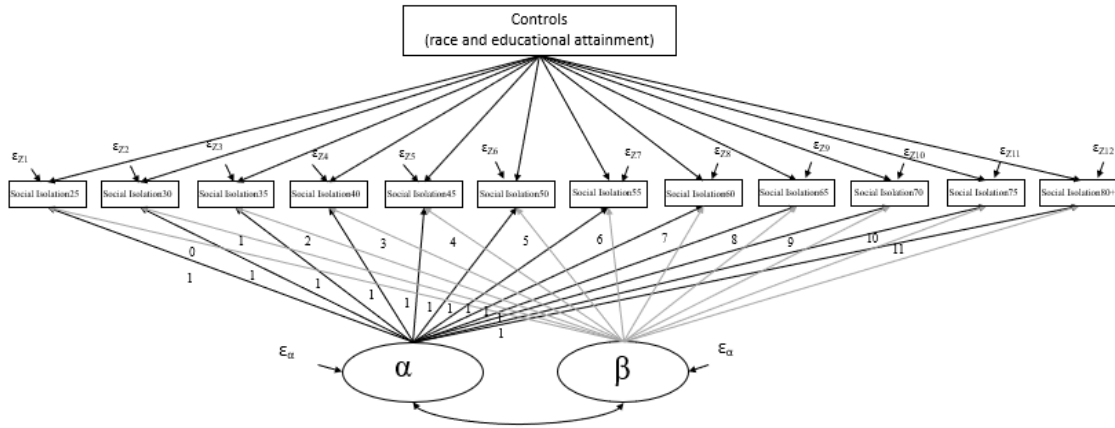 Controls
(race and educational attainment)
εZ1
εZ2
εZ3
εZ4
εZ5
εZ6
εZ7
εZ8
εZ9
εZ10
εZ11
εZ12
Social Isolation25
Social Isolation30
Social Isolation35
Social Isolation40
Social Isolation45
Social Isolation50
Social Isolation55
Social Isolation60
Social Isolation65
Social Isolation70
Social Isolation75
Social Isolation80+
0
1
2
3
4
5
6
7
8
9
10
11
1
1
1
1
1
1
1
1
1
1
1
εα
α
β
εα